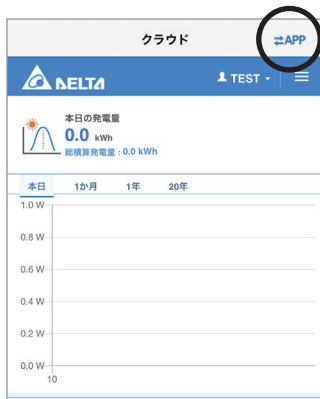 クラウド
⇄APP
DELTA
TEST
本日の発電量
0.0 kWh
総積算発電量：0.0 kWh
本日 1か月 1年 20年
1.0 W
0.8 W
0.6 W
0.4 W
0.2 W
0.0 W
10